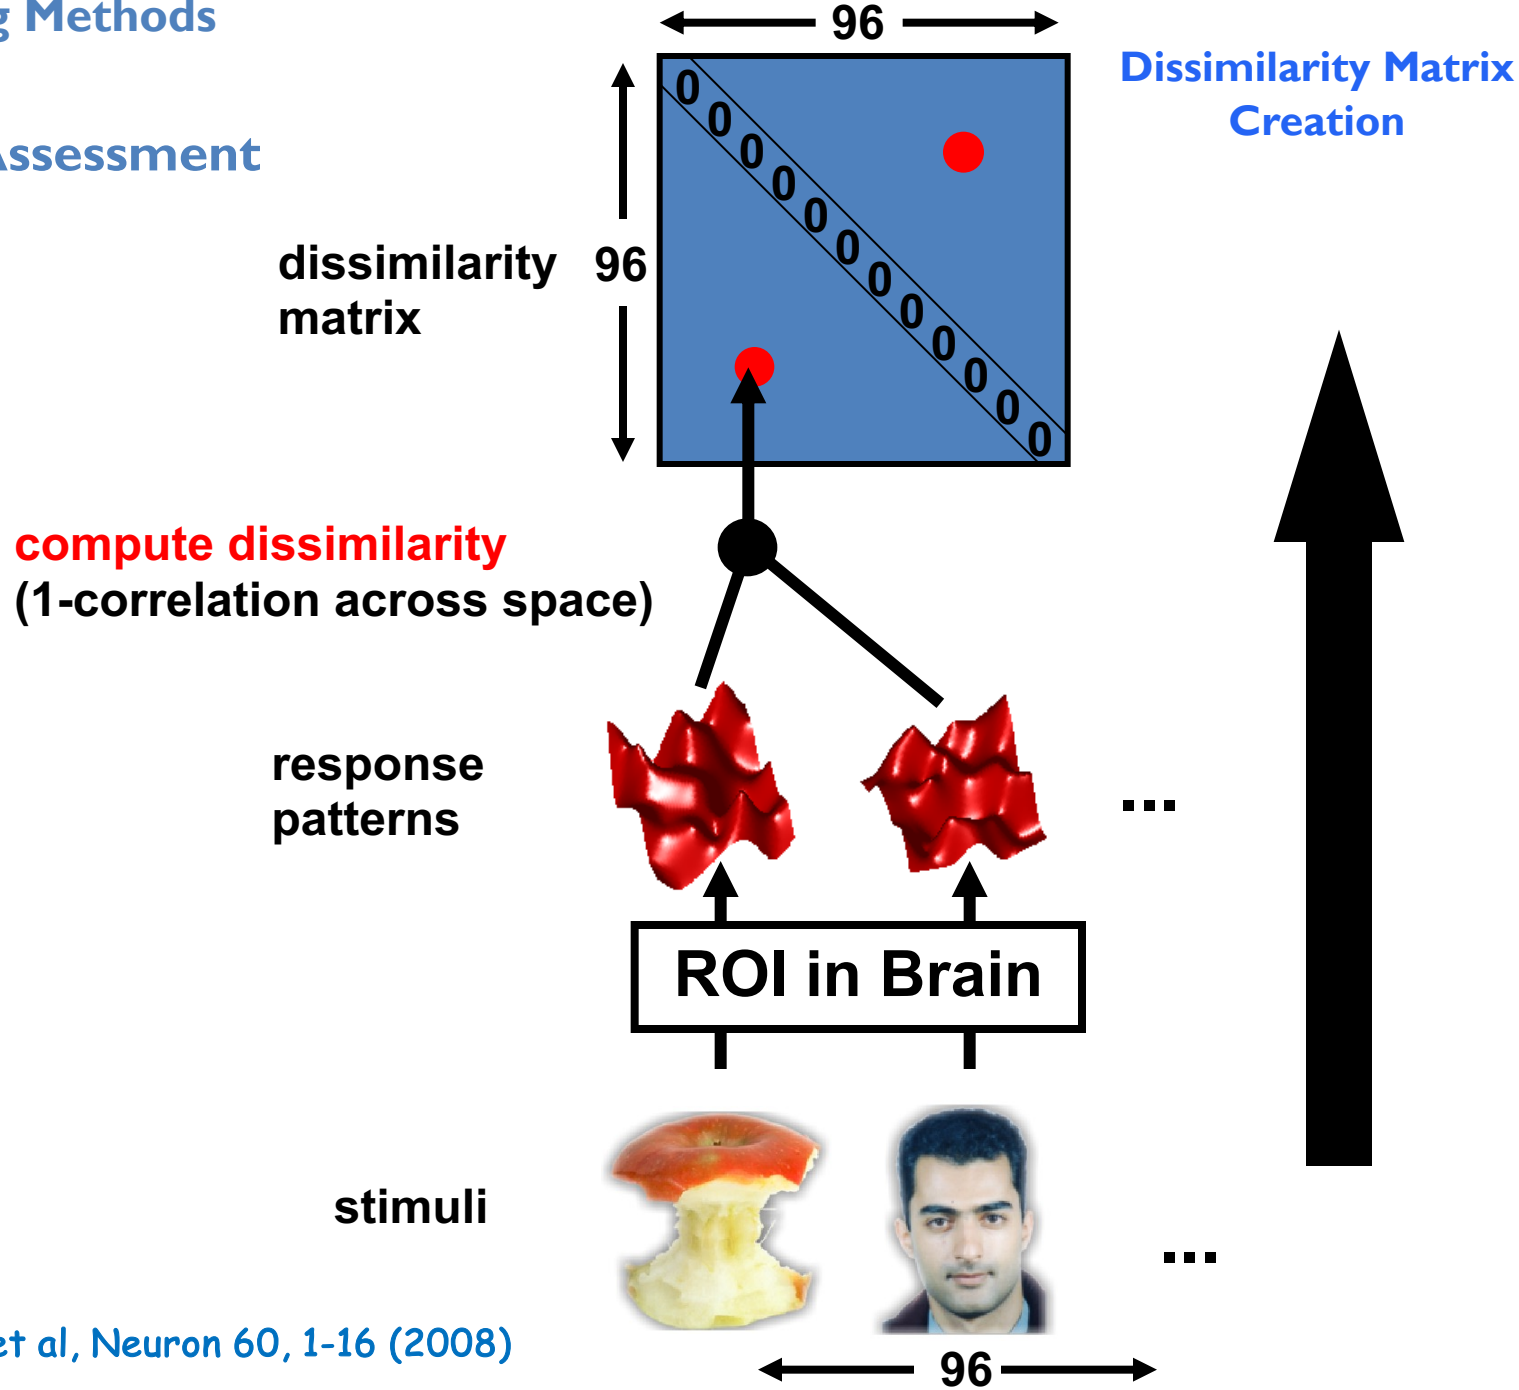 g Methods
96
Dissimilarity Matrix
Creation
Assessment
dissimilarity
matrix
96
0
0
0
0
0
0
0
0
0
0
0
0
compute dissimilarity
(1-correlation across space)
response
patterns
...
ROI in Brain
stimuli
...
et al, Neuron 60, 1-16 (2008)
96